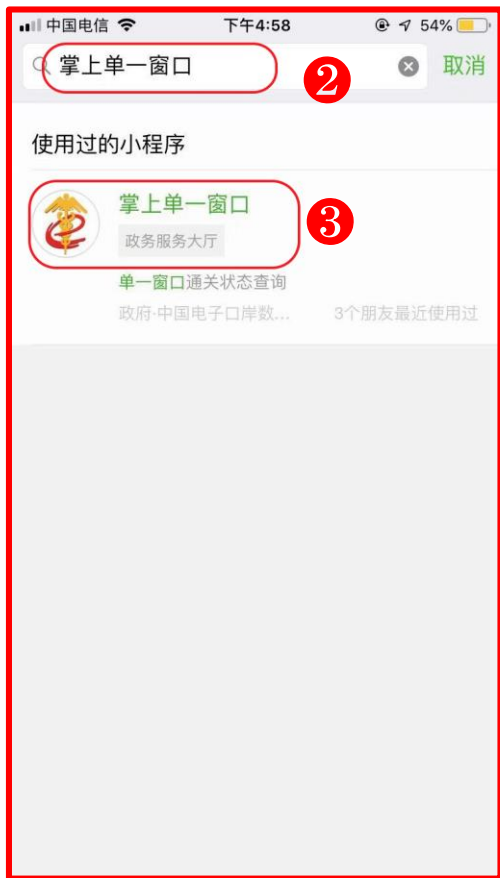 中国电信 下午4:58 54%
掌上单一窗口 取消
2
使用过的小程序
掌上单一窗口
3
政务服务大厅
单一窗口通关状态查询
政府·中国电子口岸数... 3个朋友最近使用过